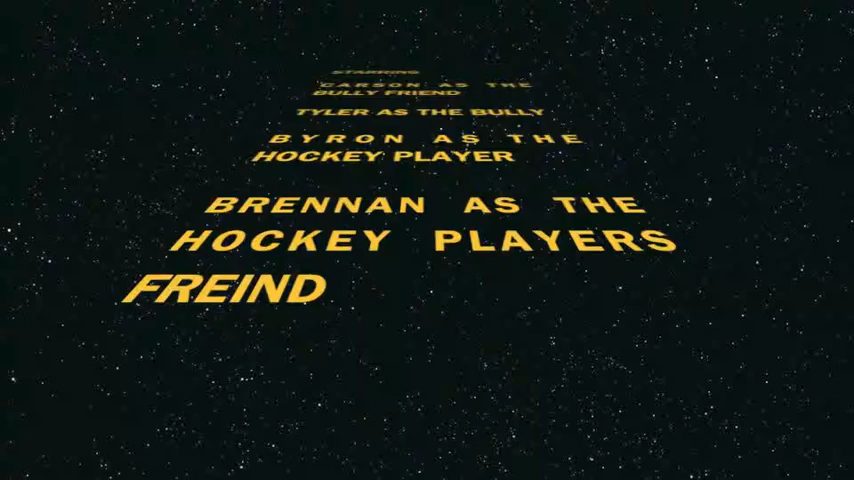 STARRING
CARSON AS THE
BULLY FRIEND
TYLER AS THE BULLY
BYRON AS THE
HOCKEY PLAYER
BRENNAN AS THE
HOCKEY PLAYERS
FREIND